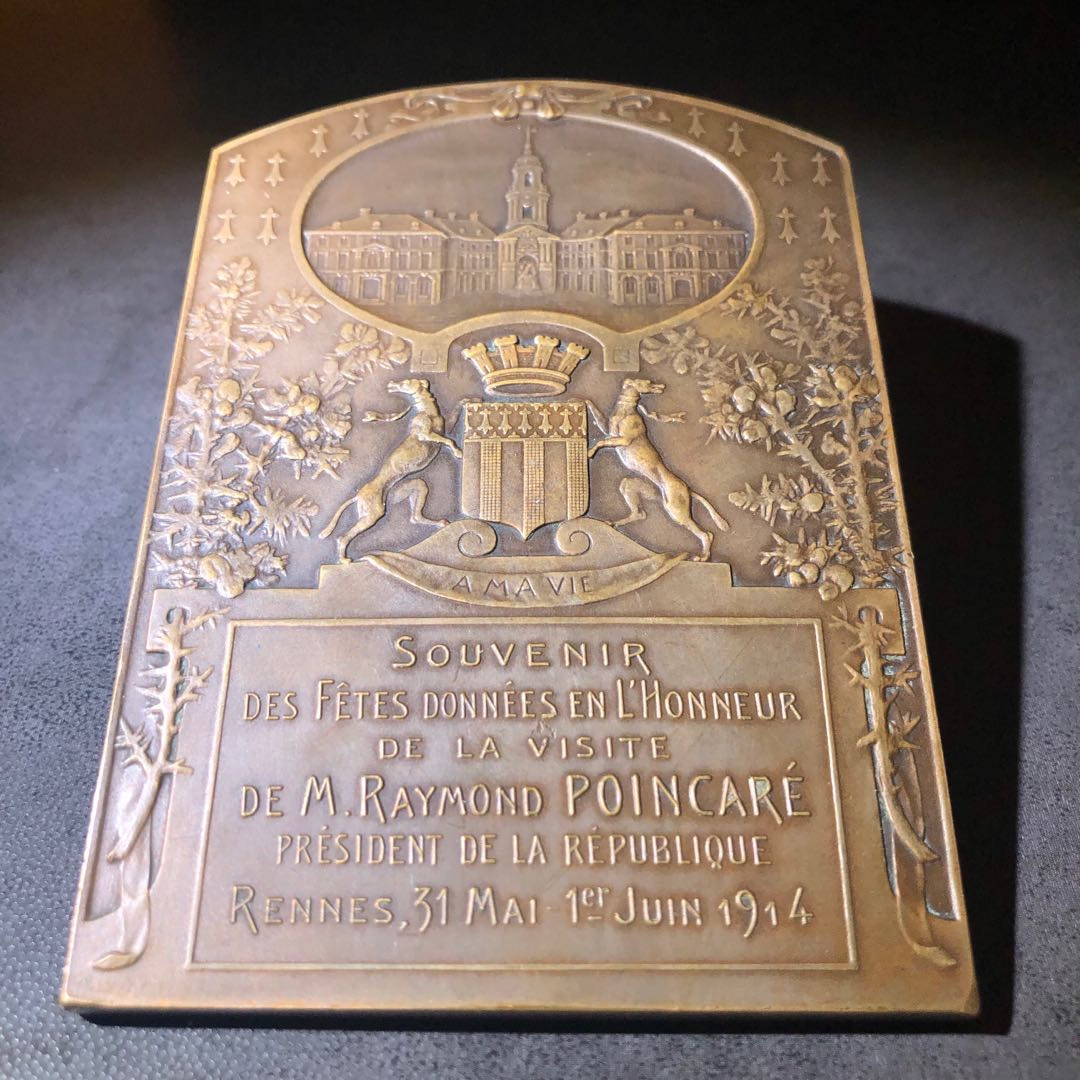 A MA VIE
SOUVENIR
DES FÊTES DONNÉES EN L'HONNEUR
DE LA VISITE
DE M. RAYMOND POINCARÉ
PRÉSIDENT DE LA RÉPUBLIQUE
RENNES, 31 MAI - 1er JUIN 1914